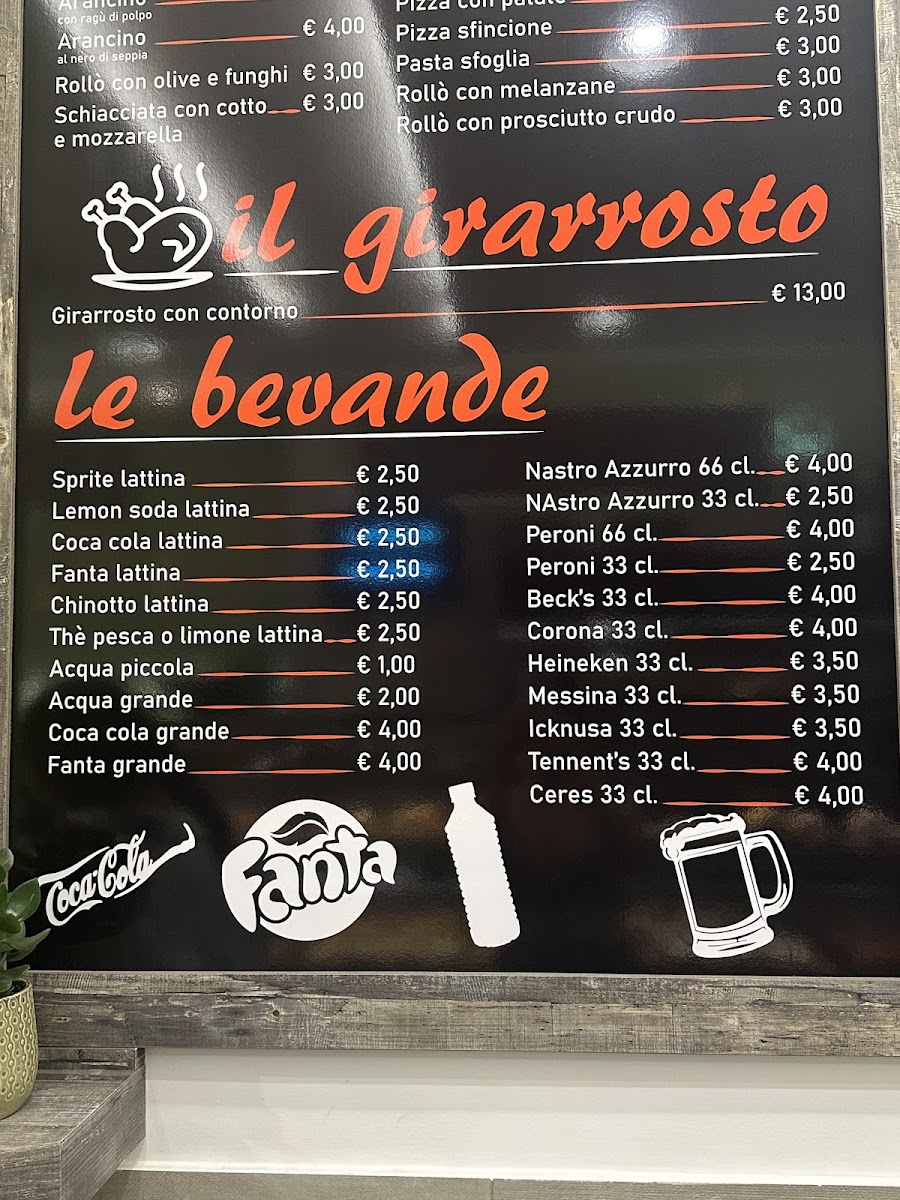 Arancino
con ragù di polpo
Arancino € 4,00
al nero di seppia
Rollò con olive e funghi € 3,00
Schiacciata con cotto € 3,00
e mozzarella
Pizza con patate
Pizza sfincione € 2,50
Pasta sfoglia € 3,00
Rollò con melanzane € 3,00
Rollò con prosciutto crudo € 3,00
il girarrosto
Girarrosto con contorno € 13,00
le bevande
Sprite lattina € 2,50
Lemon soda lattina € 2,50
Coca cola lattina € 2,50
Fanta lattina € 2,50
Chinotto lattina € 2,50
Thè pesca o limone lattina € 2,50
Acqua piccola € 1,00
Acqua grande € 2,00
Coca cola grande € 4,00
Fanta grande € 4,00
Nastro Azzurro 66 cl. € 4,00
NAstro Azzurro 33 cl. € 2,50
Peroni 66 cl. € 4,00
Peroni 33 cl. € 2,50
Beck's 33 cl. € 4,00
Corona 33 cl. € 4,00
Heineken 33 cl. € 3,50
Messina 33 cl. € 3,50
Icknusa 33 cl. € 3,50
Tennent's 33 cl. € 4,00
Ceres 33 cl. € 4,00
Coca-Cola
Fanta